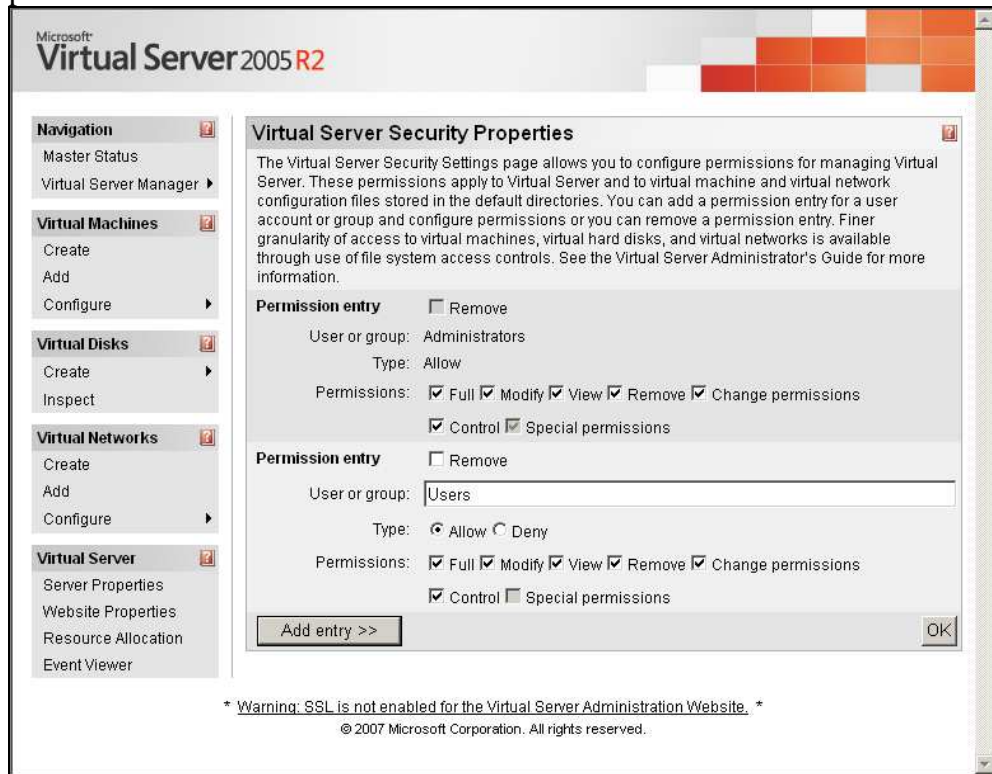 Microsoft
Virtual Server 2005 R2
Navigation
Master Status
Virtual Server Manager
Virtual Machines
Create
Add
Configure
Virtual Disks
Create
Inspect
Virtual Networks
Create
Add
Configure
Virtual Server
Server Properties
Website Properties
Resource Allocation
Event Viewer
Virtual Server Security Properties
The Virtual Server Security Settings page allows you to configure permissions for managing Virtual
Server. These permissions apply to Virtual Server and to virtual machine and virtual network
configuration files stored in the default directories. You can add a permission entry for a user
account or group and configure permissions or you can remove a permission entry. Finer
granularity of access to virtual machines, virtual hard disks, and virtual networks is available
through use of file system access controls. See the Virtual Server Administrator's Guide for more
information.
Permission entry Remove
User or group: Administrators
Type: Allow
Permissions: Full Modify View Remove Change permissions
Control Special permissions
Permission entry Remove
User or group: Users
Type: Allow Deny
Permissions: Full Modify View Remove Change permissions
Control Special permissions
Add entry >> OK
* Warning: SSL is not enabled for the Virtual Server Administration Website. *
© 2007 Microsoft Corporation. All rights reserved.